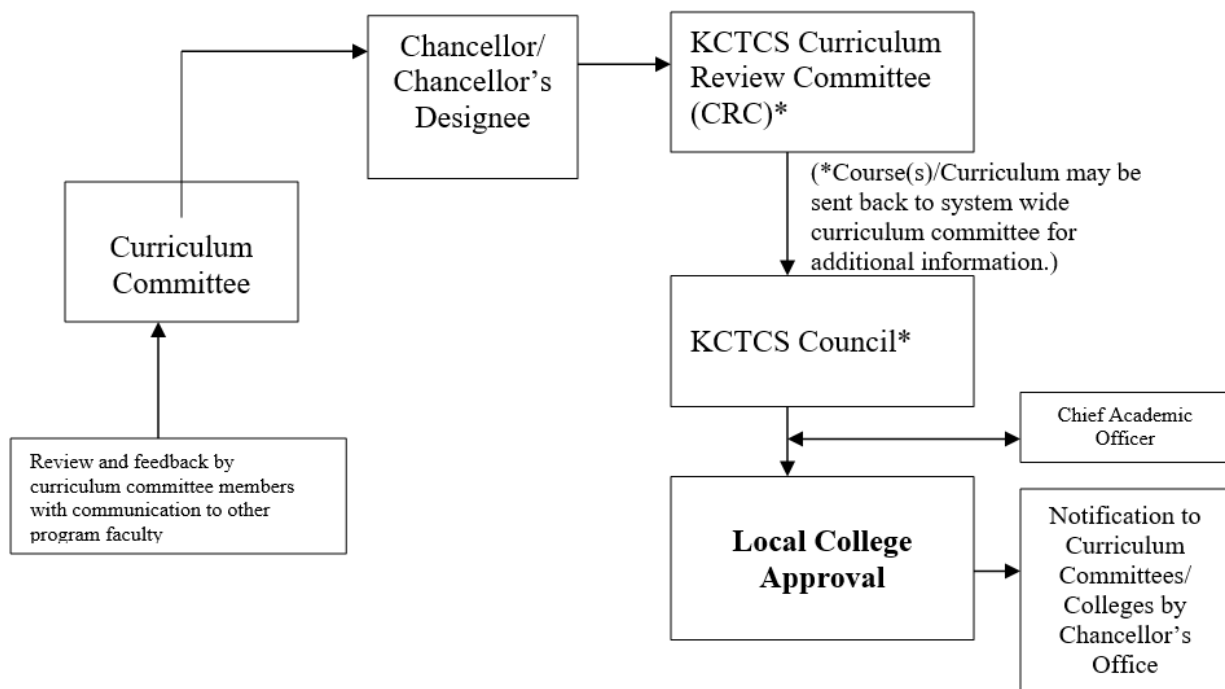 Chancellor/
Chancellor’s
Designee
KCTCS Curriculum
Review Committee
(CRC)*
(*Course(s)/Curriculum may be
sent back to system wide
curriculum committee for
additional information.)
Curriculum
Committee
KCTCS Council*
Review and feedback by
curriculum committee members
with communication to other
program faculty
Chief Academic
Officer
Local College
Approval
Notification to
Curriculum
Committees/
Colleges by
Chancellor’s
Office